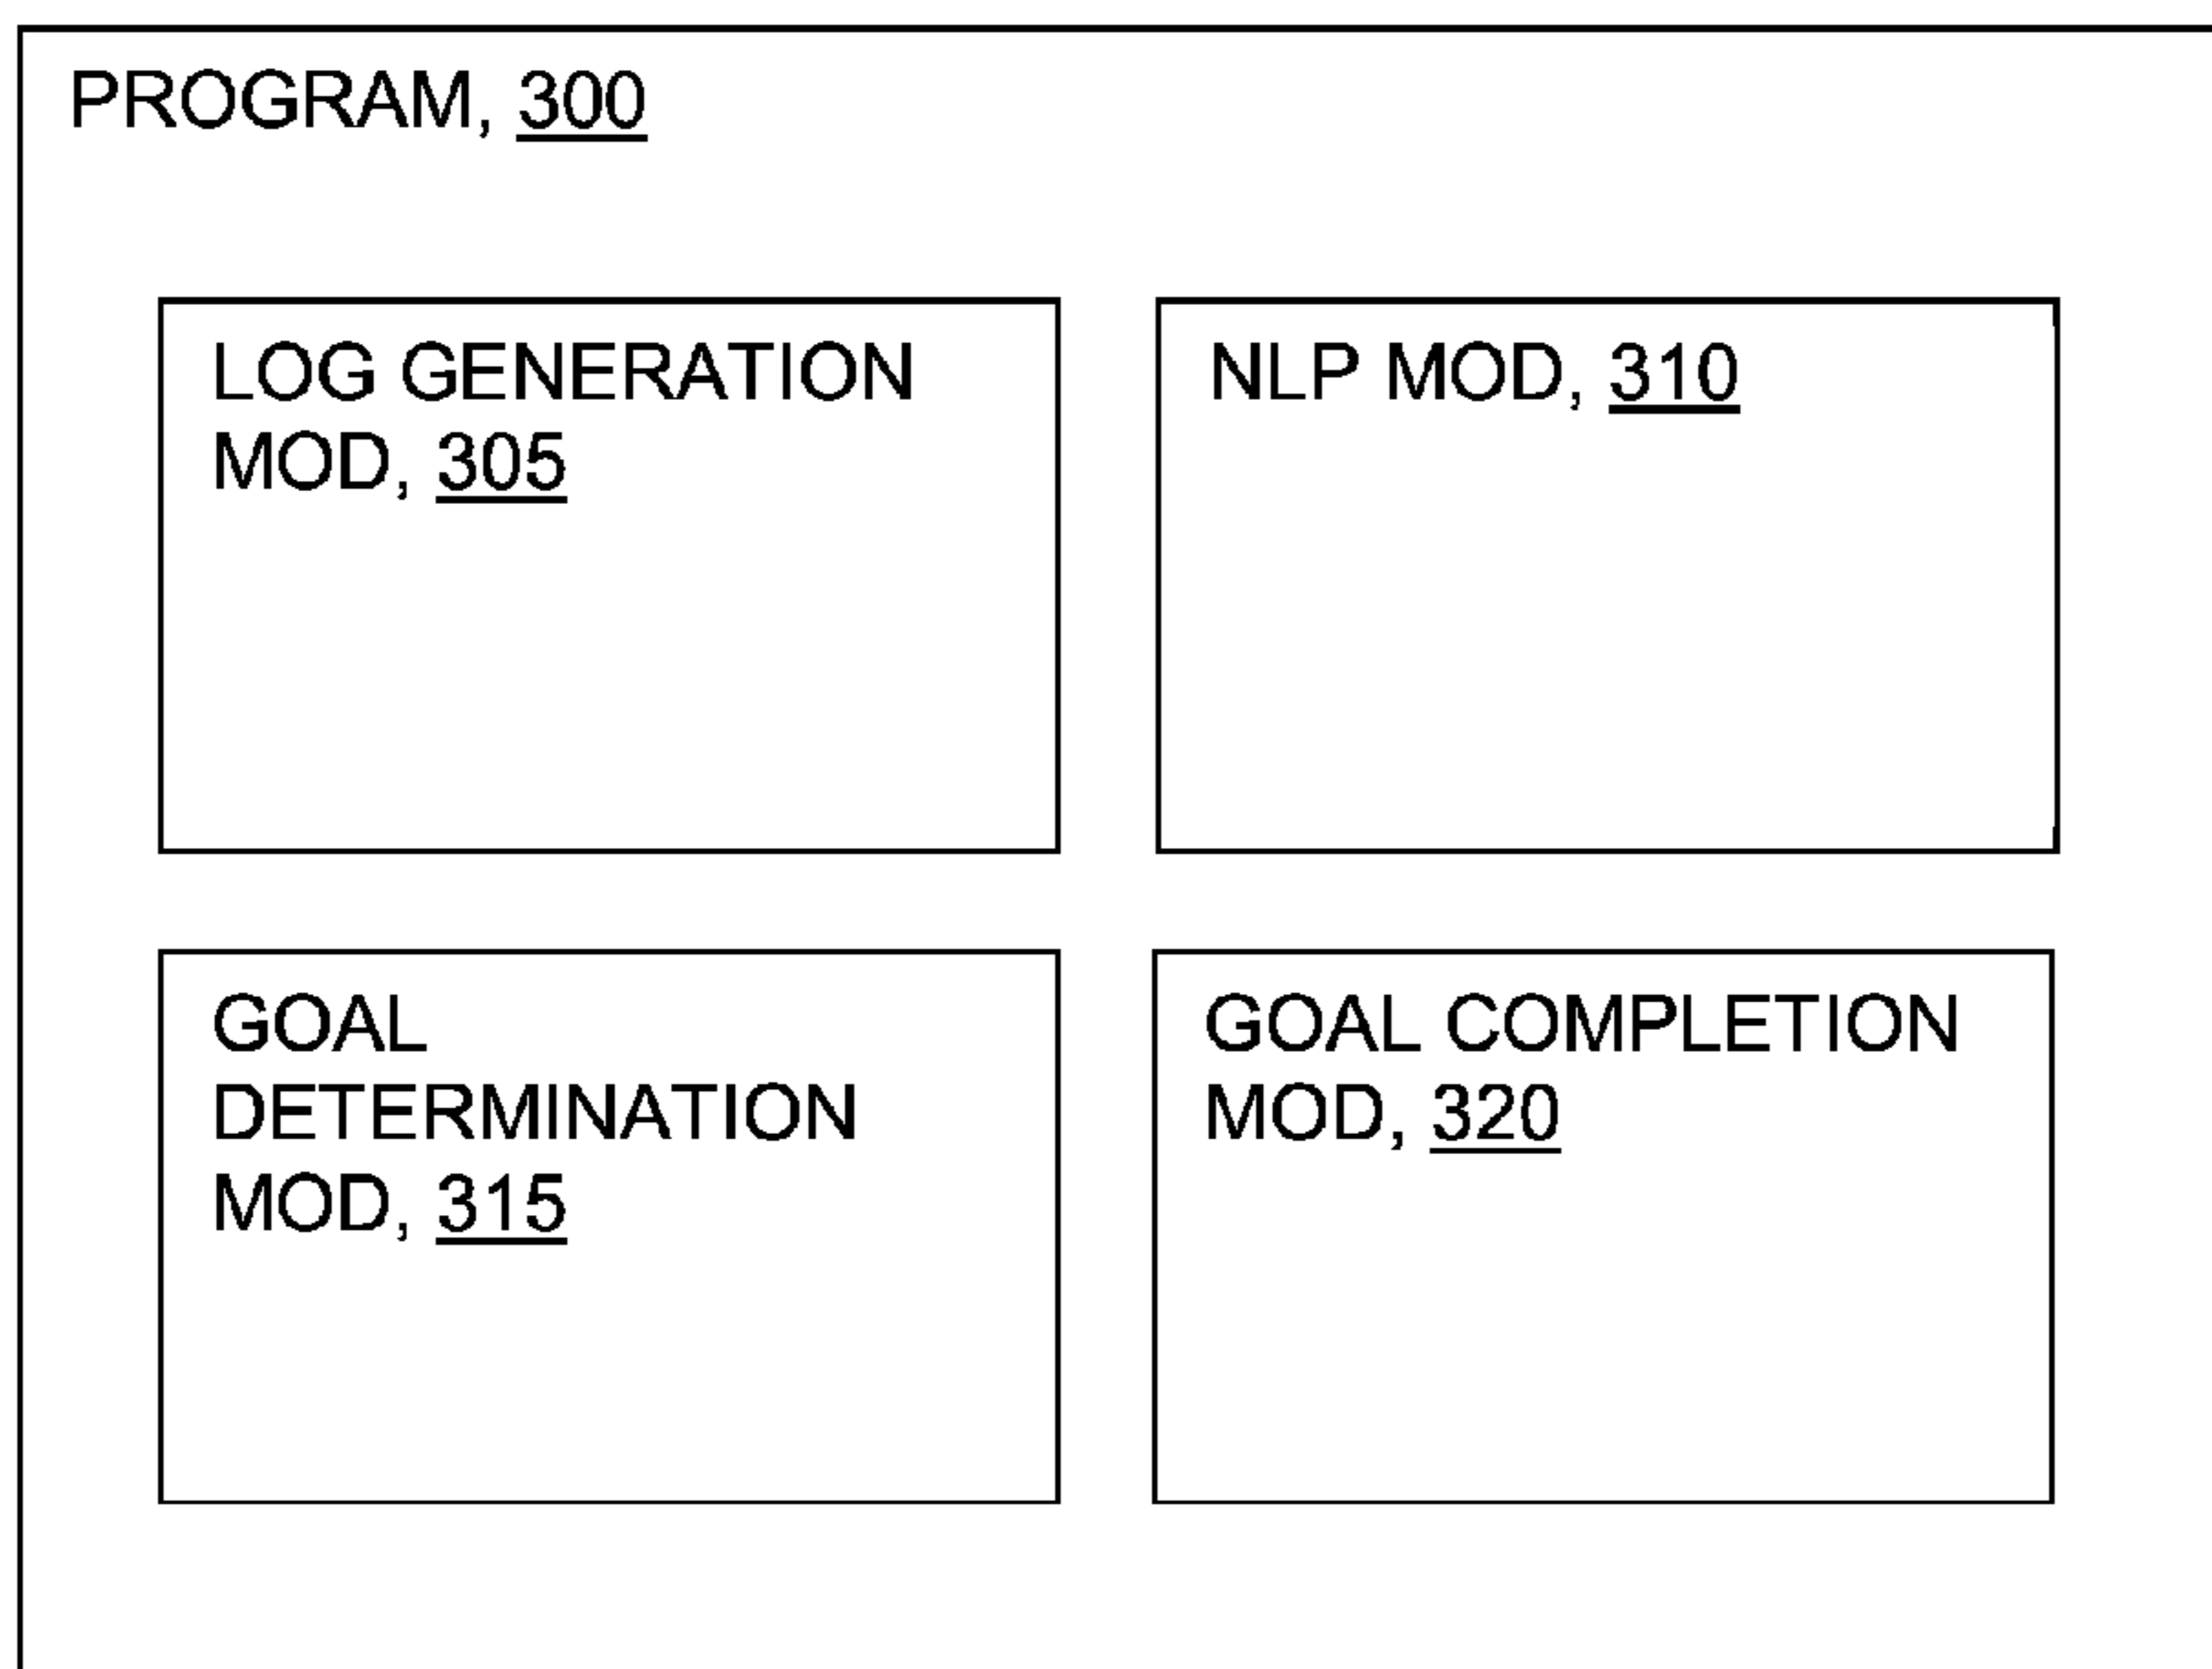 PROGRAM, 300
LOG GENERATION
MOD, 305
NLP MOD, 310
GOAL
DETERMINATION
MOD, 315
GOAL COMPLETION
MOD, 320